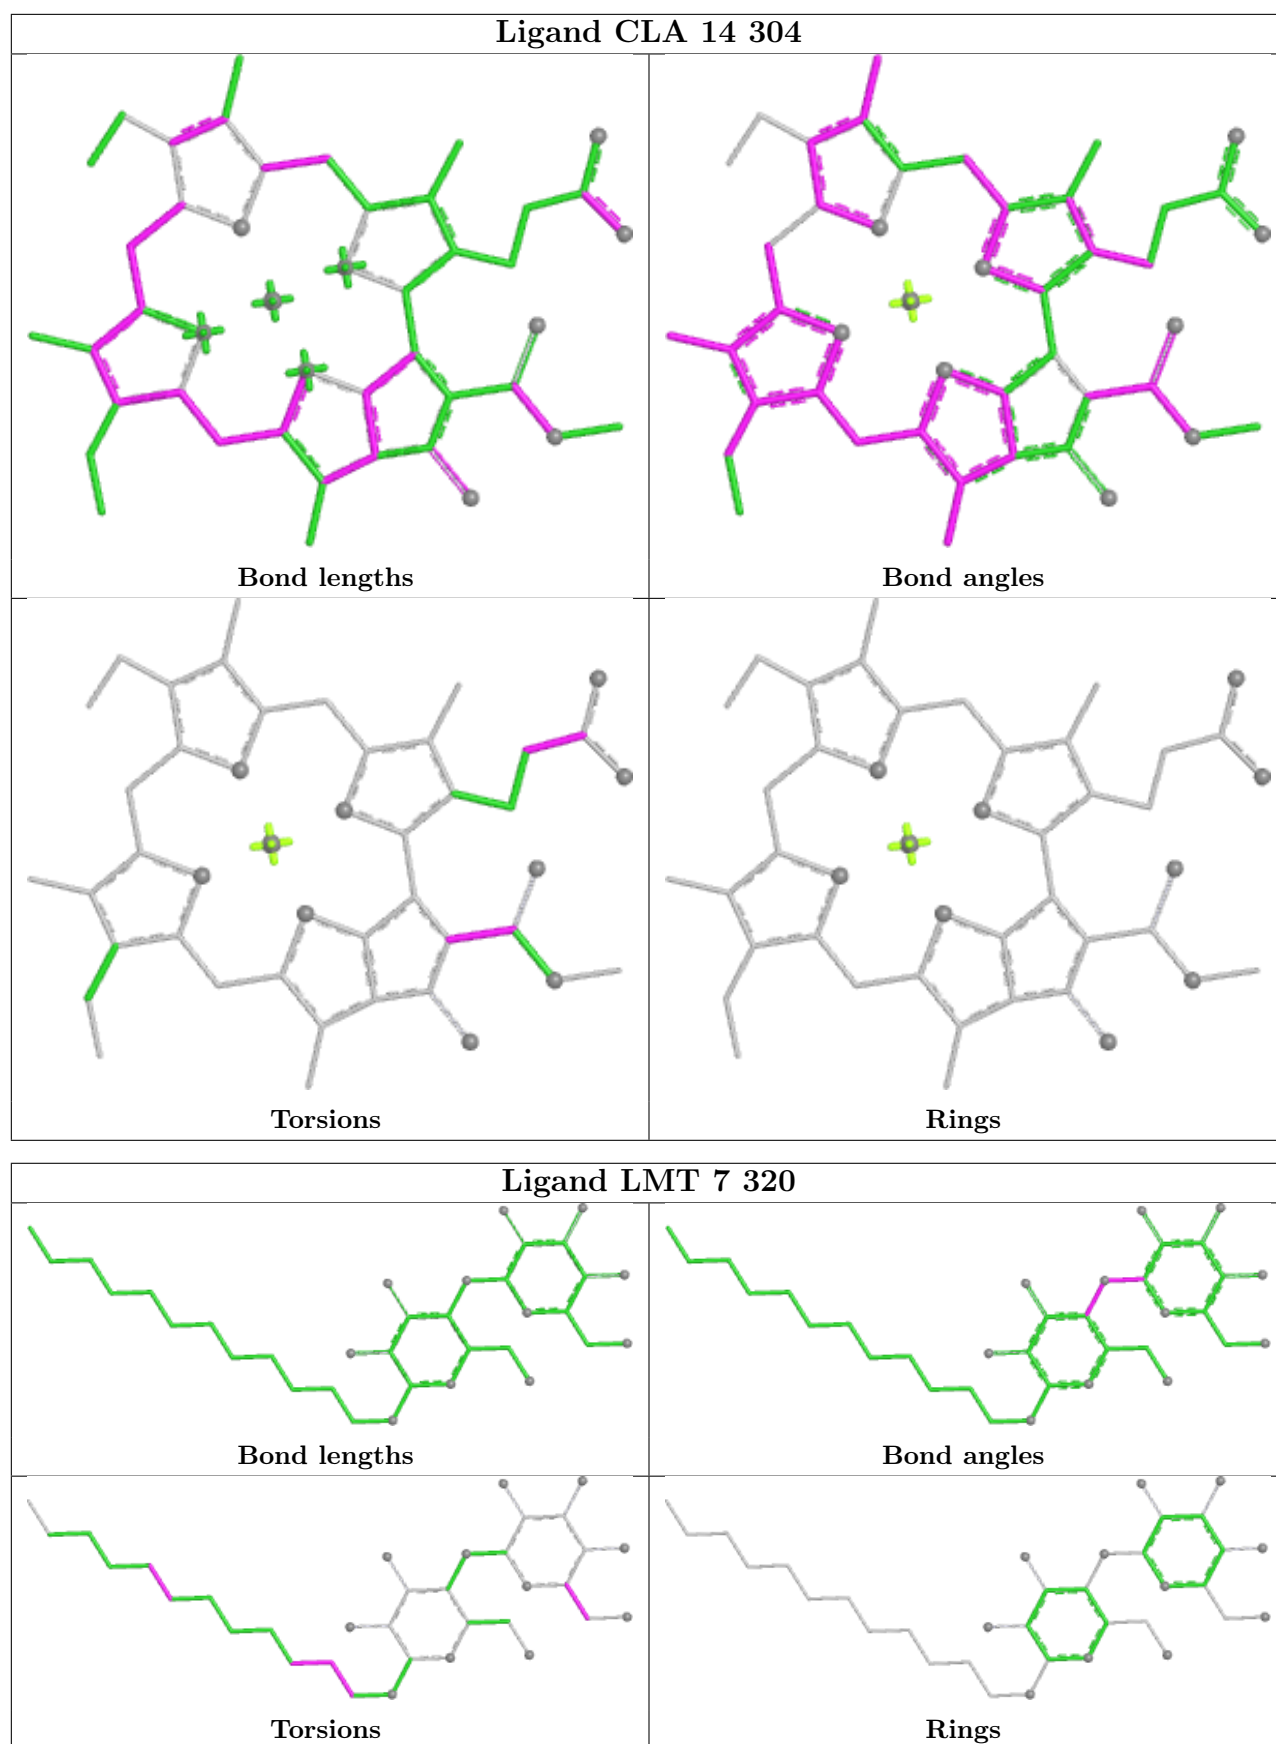 Ligand CLA 14 304
Bond lengths
Bond angles
Torsions
Rings
Ligand LMT 7 320
Bond lengths
Bond angles
Torsions
Rings